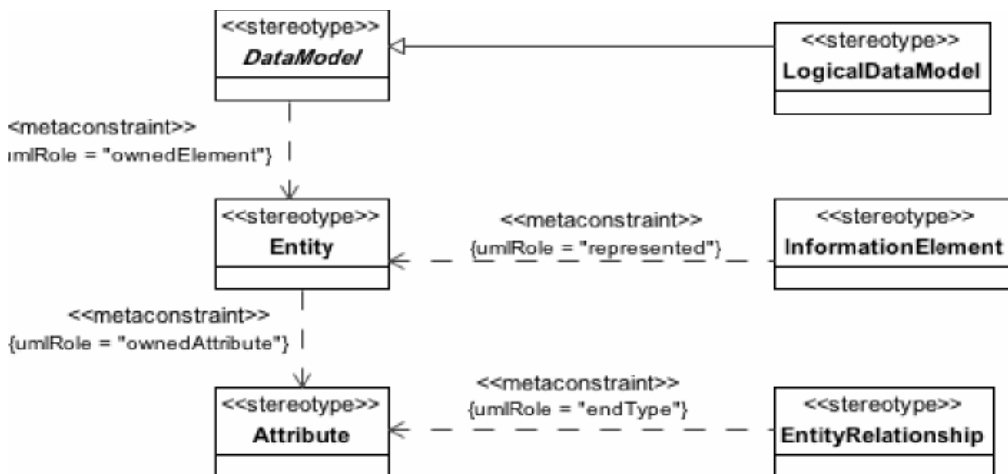 <<stereotype>>
DataModel
<<stereotype>>
LogicalDataModel
<metaconstraint>>
umlRole = "ownedElement"}
<<stereotype>>
Entity
<<metaconstraint>>
{umlRole = "represented"}
<<stereotype>>
InformationElement
<<metaconstraint>>
{umlRole = "ownedAttribute"}
<<stereotype>>
Attribute
<<metaconstraint>>
{umlRole = "endType"}
<<stereotype>>
EntityRelationship